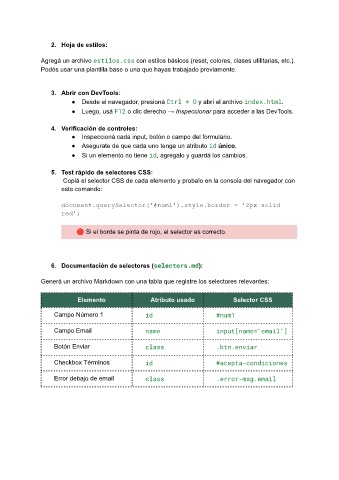 2. Hoja de estilos:
Agregá un archivo estilos.css con estilos básicos (reset, colores, clases utilitarias, etc.).
Podés usar una plantilla base o una que hayas trabajado previamente.
3. Abrir con DevTools:
● Desde el navegador, presioná Ctrl + O y abrí el archivo index.html.
● Luego, usá F12 o clic derecho → Inspeccionar para acceder a las DevTools.
4. Verificación de controles:
● Inspeccioná cada input, botón o campo del formulario.
● Asegurate de que cada uno tenga un atributo id único.
● Si un elemento no tiene id, agregalo y guardá los cambios.
5. Test rápido de selectores CSS:
Copiá el selector CSS de cada elemento y probalo en la consola del navegador con
este comando:
document.querySelector('#num1').style.border = '2px solid
red';
🔴 Si el borde se pinta de rojo, el selector es correcto.
6. Documentación de selectores (selectors.md):
Generá un archivo Markdown con una tabla que registre los selectores relevantes:
Elemento Atributo usado Selector CSS
Campo Número 1 id #num1
Campo Email name input[name="email"]
Botón Enviar class .btn.enviar
Checkbox Términos id #acepta-condiciones
Error debajo de email class .error-msg.email